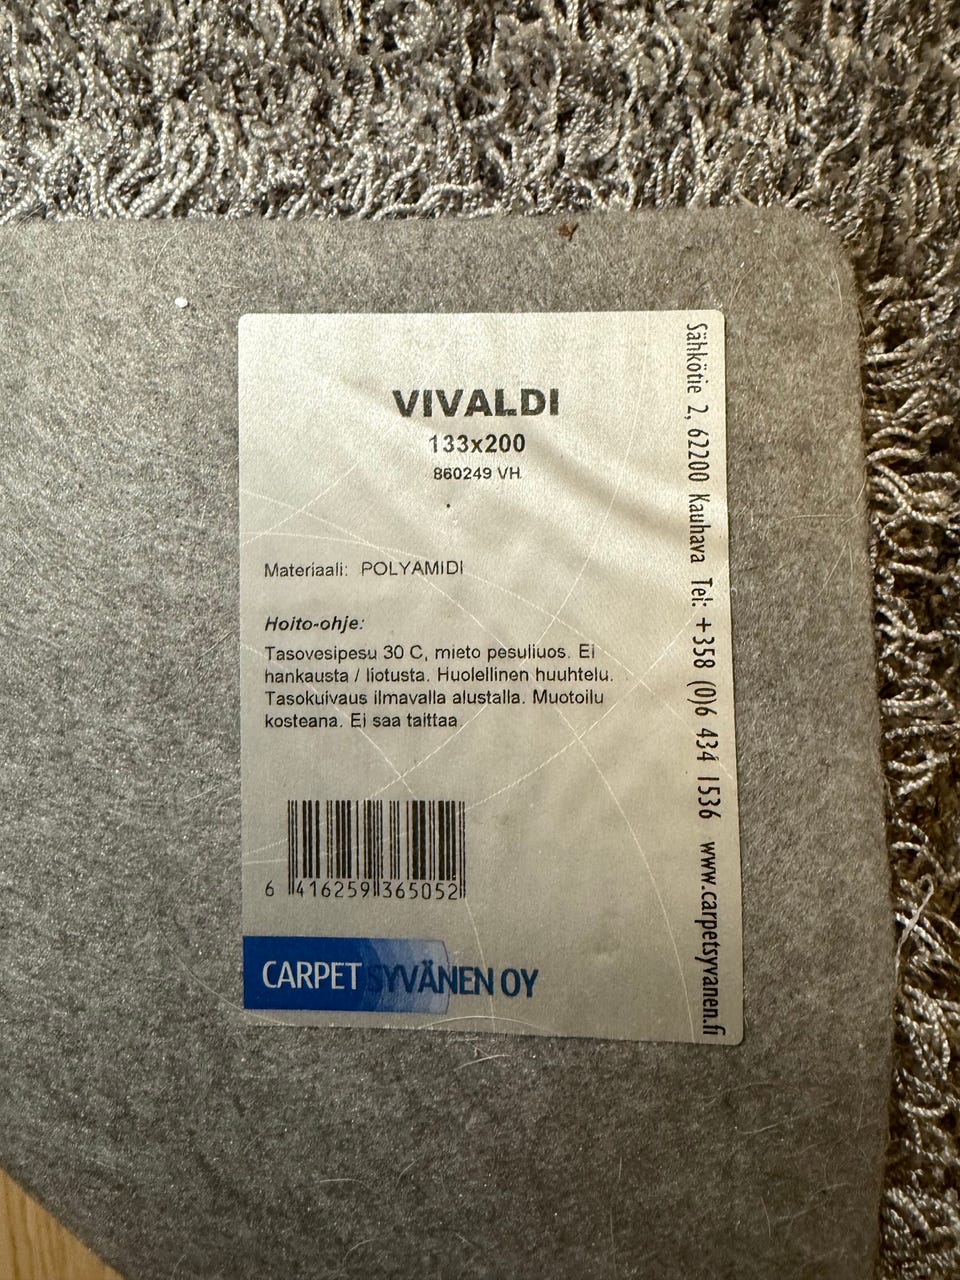 VIVALDI
133x200
860249 VH
Materiaali: POLYAMIDI
Hoito-ohje:
Tasovesipesu 30 C, mieto pesuliuos. Ei
hankausta / liotusta. Huolellinen huuhtelu.
Tasokuivaus ilmavalla alustalla. Muotoilu
kosteana. Ei saa taittaa
6 416259 365052
CARPET SYVÄNEN OY
Sähkötie 2, 62200 Kauhava Tel: +358 (0)6 434 1536 www.carpetsyvanen.fi